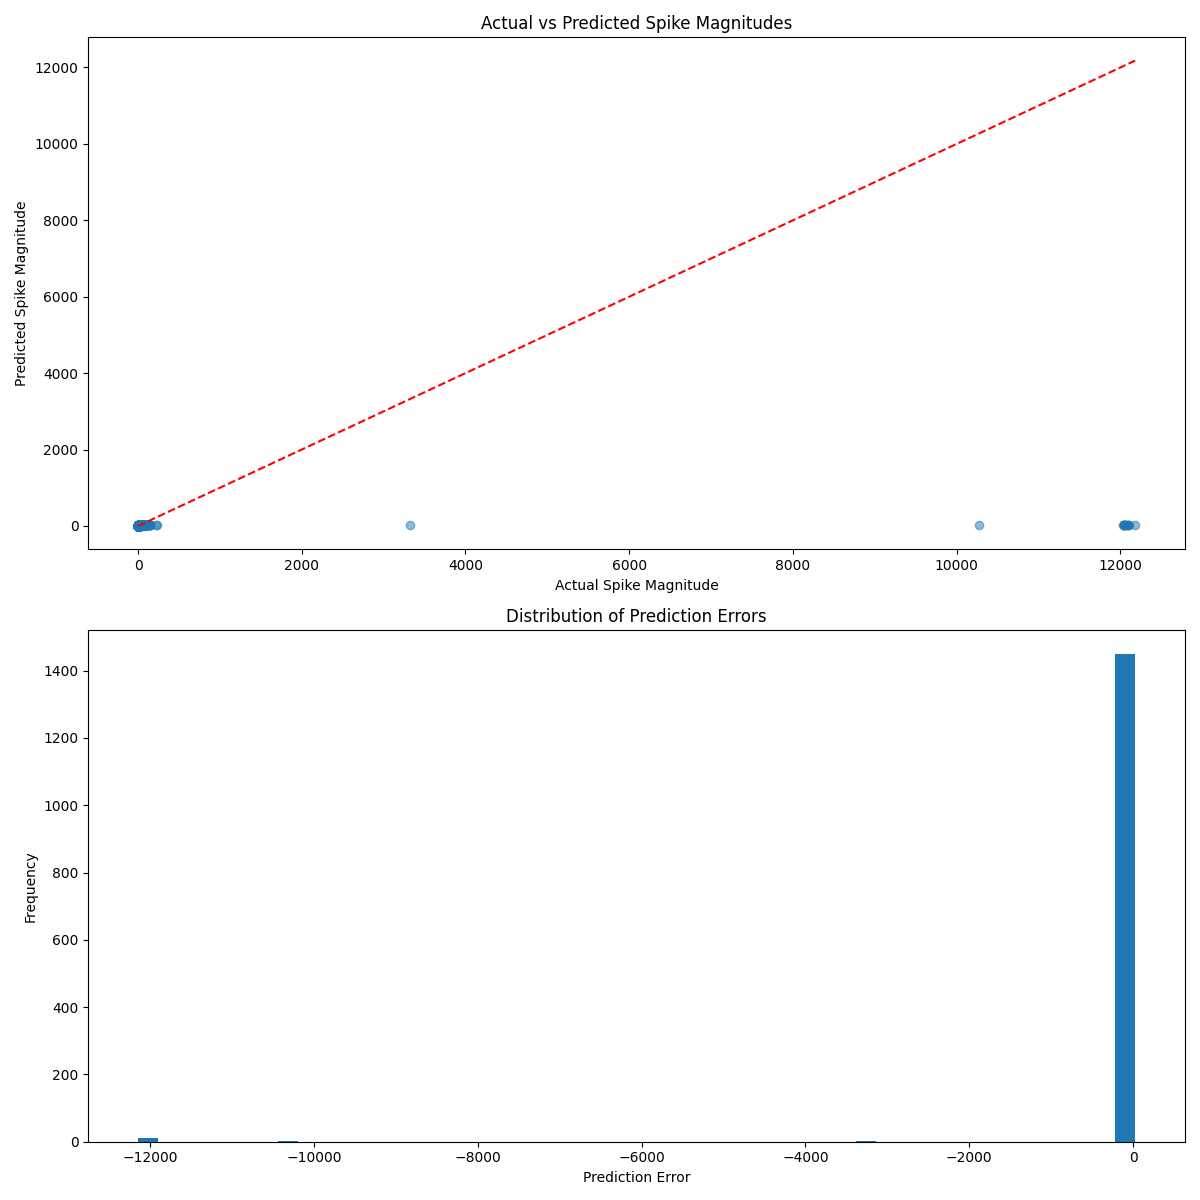 Actual vs Predicted Spike Magnitudes
12000
10000
8000
6000
4000
2000
0
Predicted Spike Magnitude
0 2000 4000 6000 8000 10000 12000
Actual Spike Magnitude
Distribution of Prediction Errors
1400
1200
1000
800
600
400
200
0
Frequency
−12000 −10000 −8000 −6000 −4000 −2000 0
Prediction Error